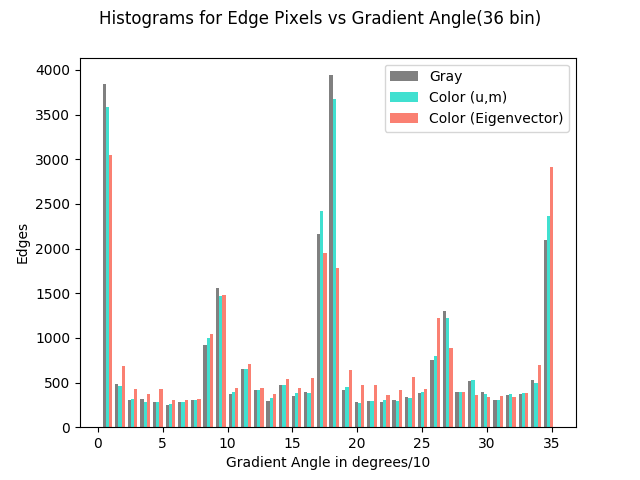 Histograms for Edge Pixels vs Gradient Angle(36 bin)
Gray
Color (u,m)
Color (Eigenvector)
4000
3500
3000
2500
2000
1500
1000
500
0
Edges
0 5 10 15 20 25 30 35
Gradient Angle in degrees/10